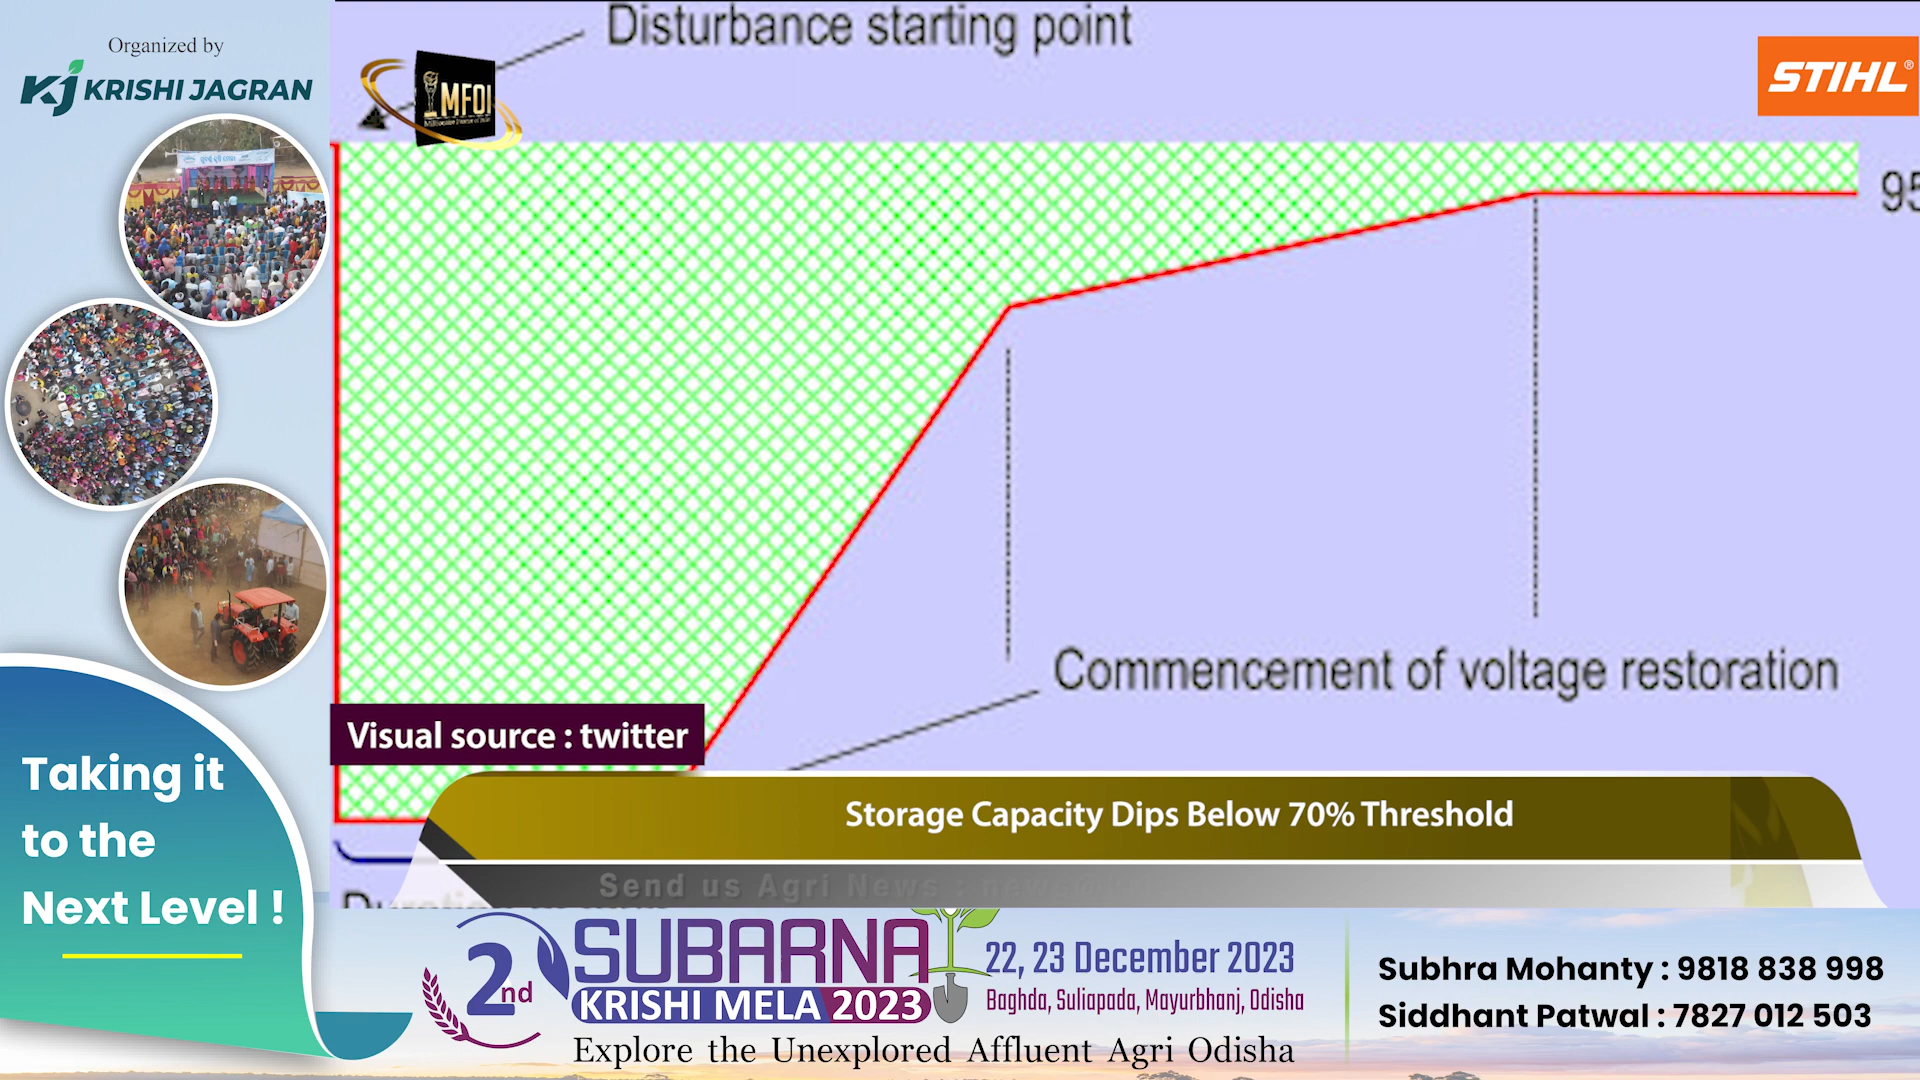 Organized by
KJ KRISHI JAGRAN
Disturbance starting point
MFOI
STIHL®
95
Commencement of voltage restoration
Visual source : twitter
Storage Capacity Dips Below 70% Threshold
Send us Agri News :
Taking it
to the
Next Level !
2nd
SUBARNA
KRISHI MELA 2023
Explore the Unexplored Affluent Agri Odisha
22, 23 December 2023
Baghda, Suliapada, Mayurbhanj, Odisha
Subhra Mohanty : 9818 838 998
Siddhant Patwal : 7827 012 503